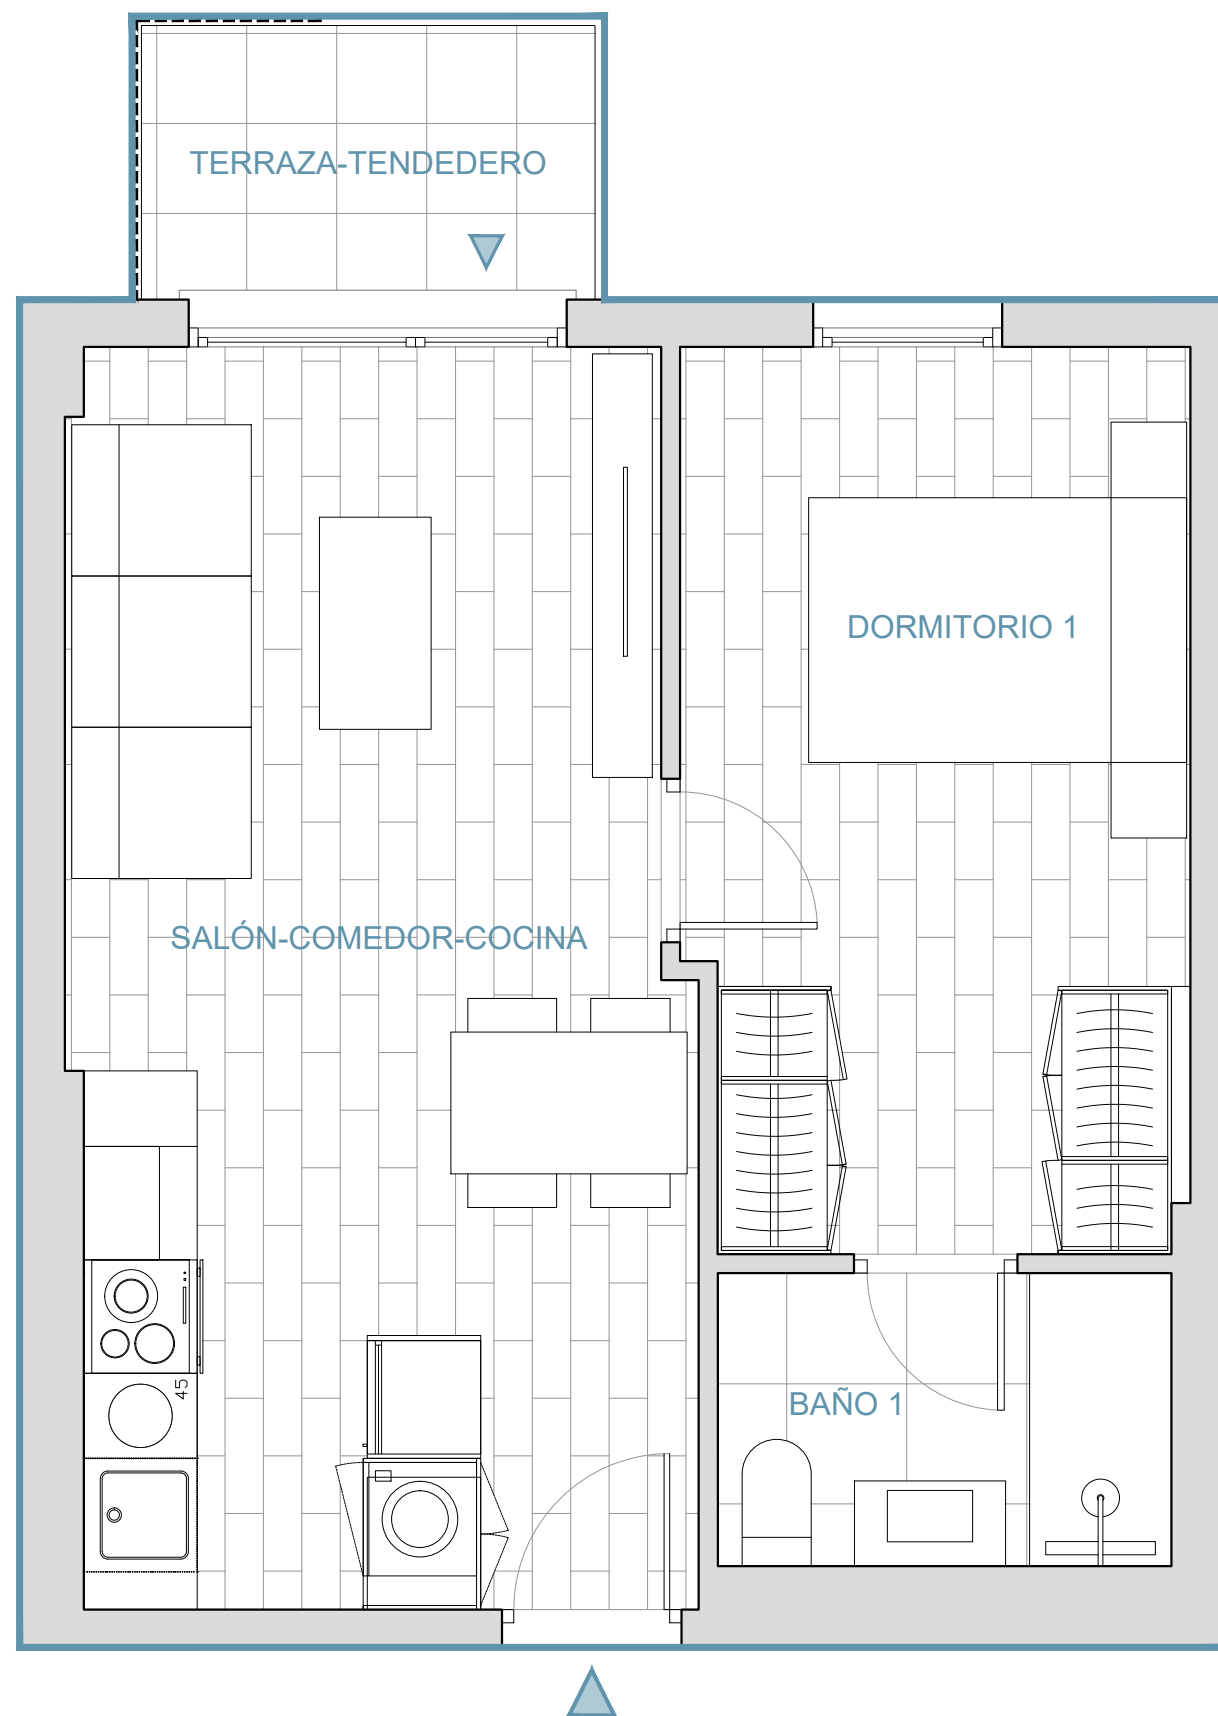 TERRAZA-TENDEDERO
DORMITORIO 1
SALÓN-COMEDOR-COCINA
45
BAÑO 1